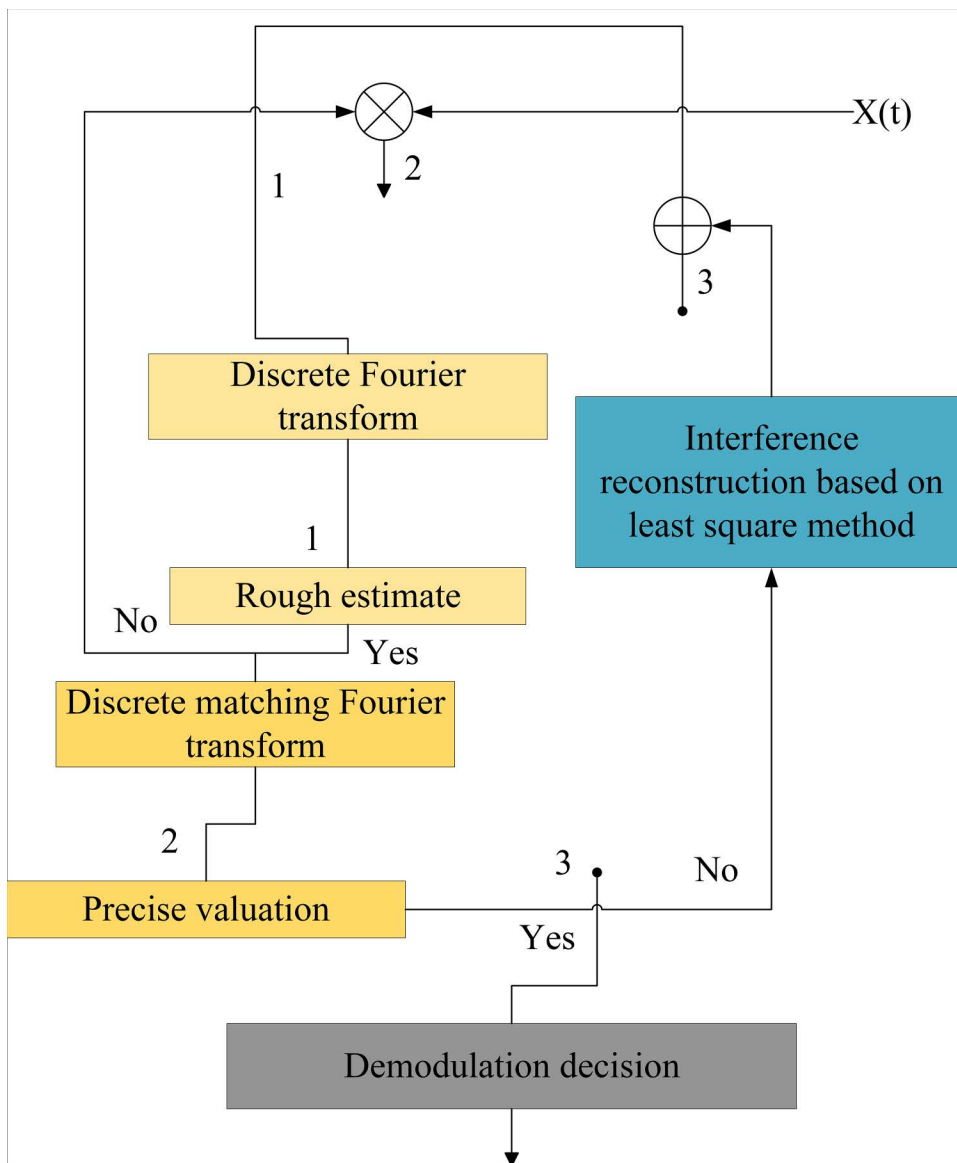 X(t)
2
1
3
Discrete Fourier
transform
Interference
reconstruction based on
least square method
1
Rough estimate
No
Yes
Discrete matching Fourier
transform
2
3
No
Precise valuation
Yes
Demodulation decision